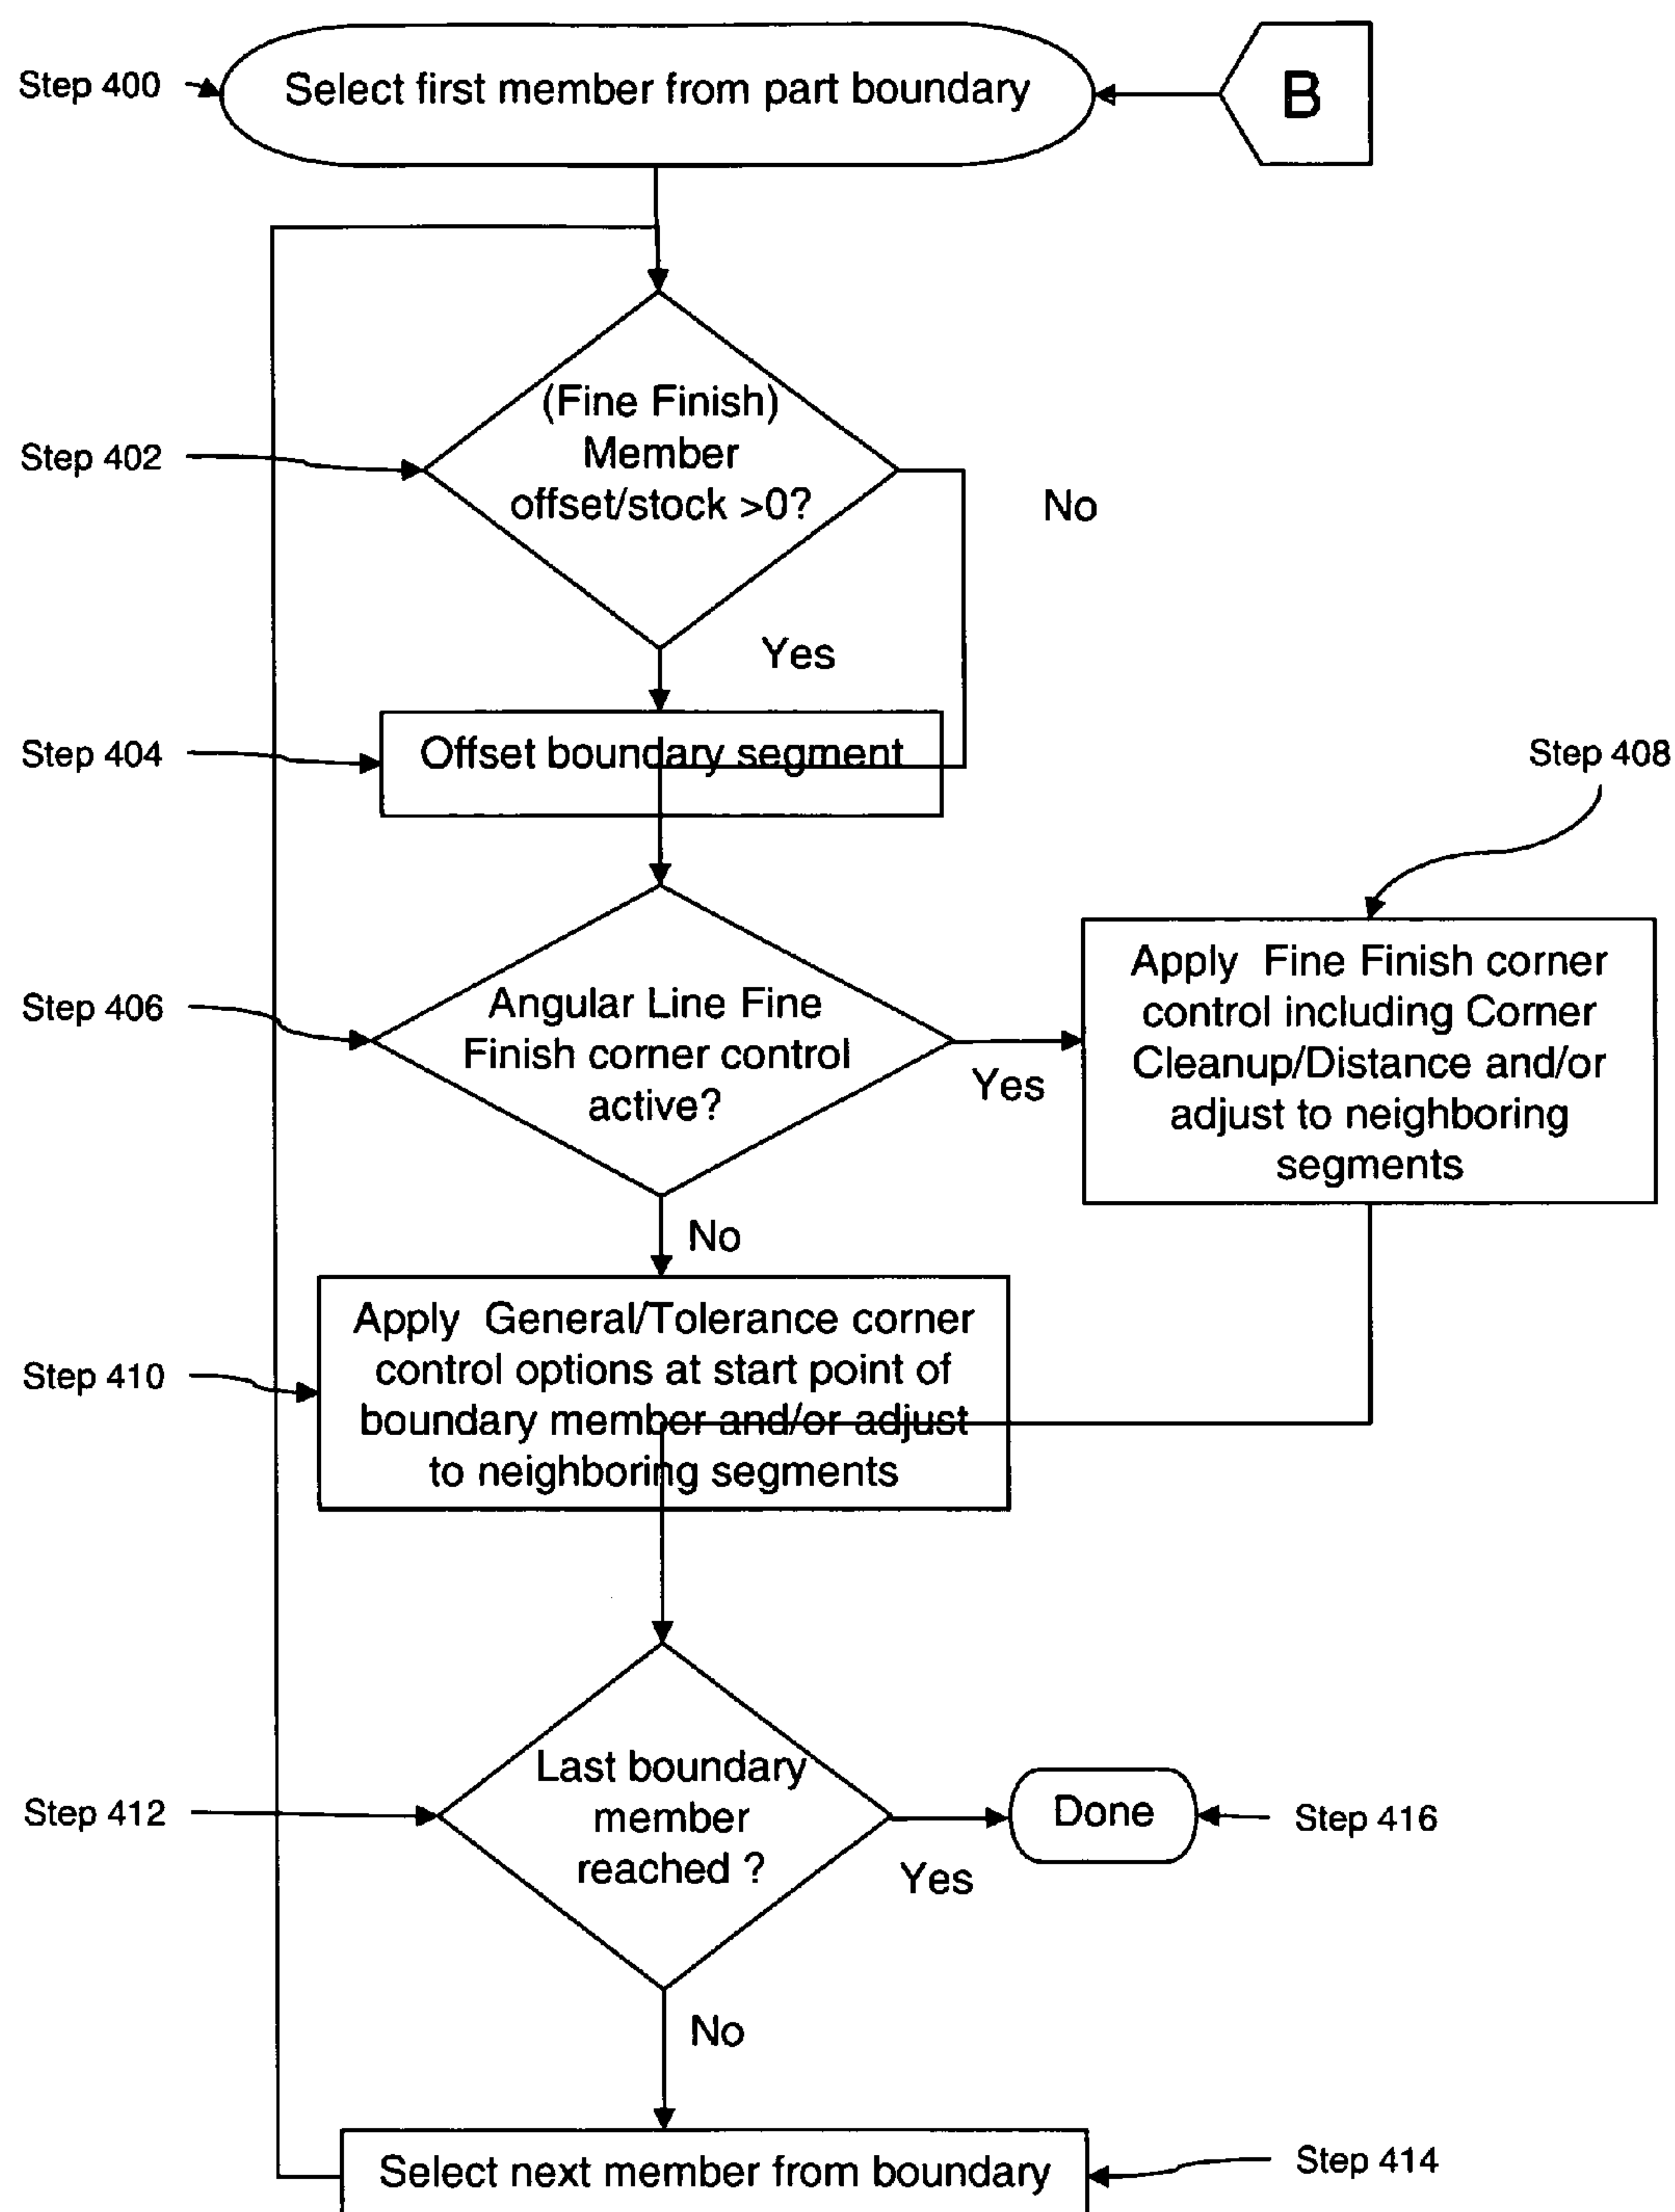 Step 400
Select first member from part boundary
B
Step 402
(Fine Finish)
Member
offset/stock >0?
No
Yes
Step 404
Offset boundary segment
Step 408
Step 406
Angular Line Fine
Finish corner control
active?
Yes
Apply Fine Finish corner
control including Corner
Cleanup/Distance and/or
adjust to neighboring
segments
No
Step 410
Apply General/Tolerance corner
control options at start point of
boundary member and/or adjust
to neighboring segments
Step 412
Last boundary
member
reached ?
Yes
Done
Step 416
No
Select next member from boundary
Step 414